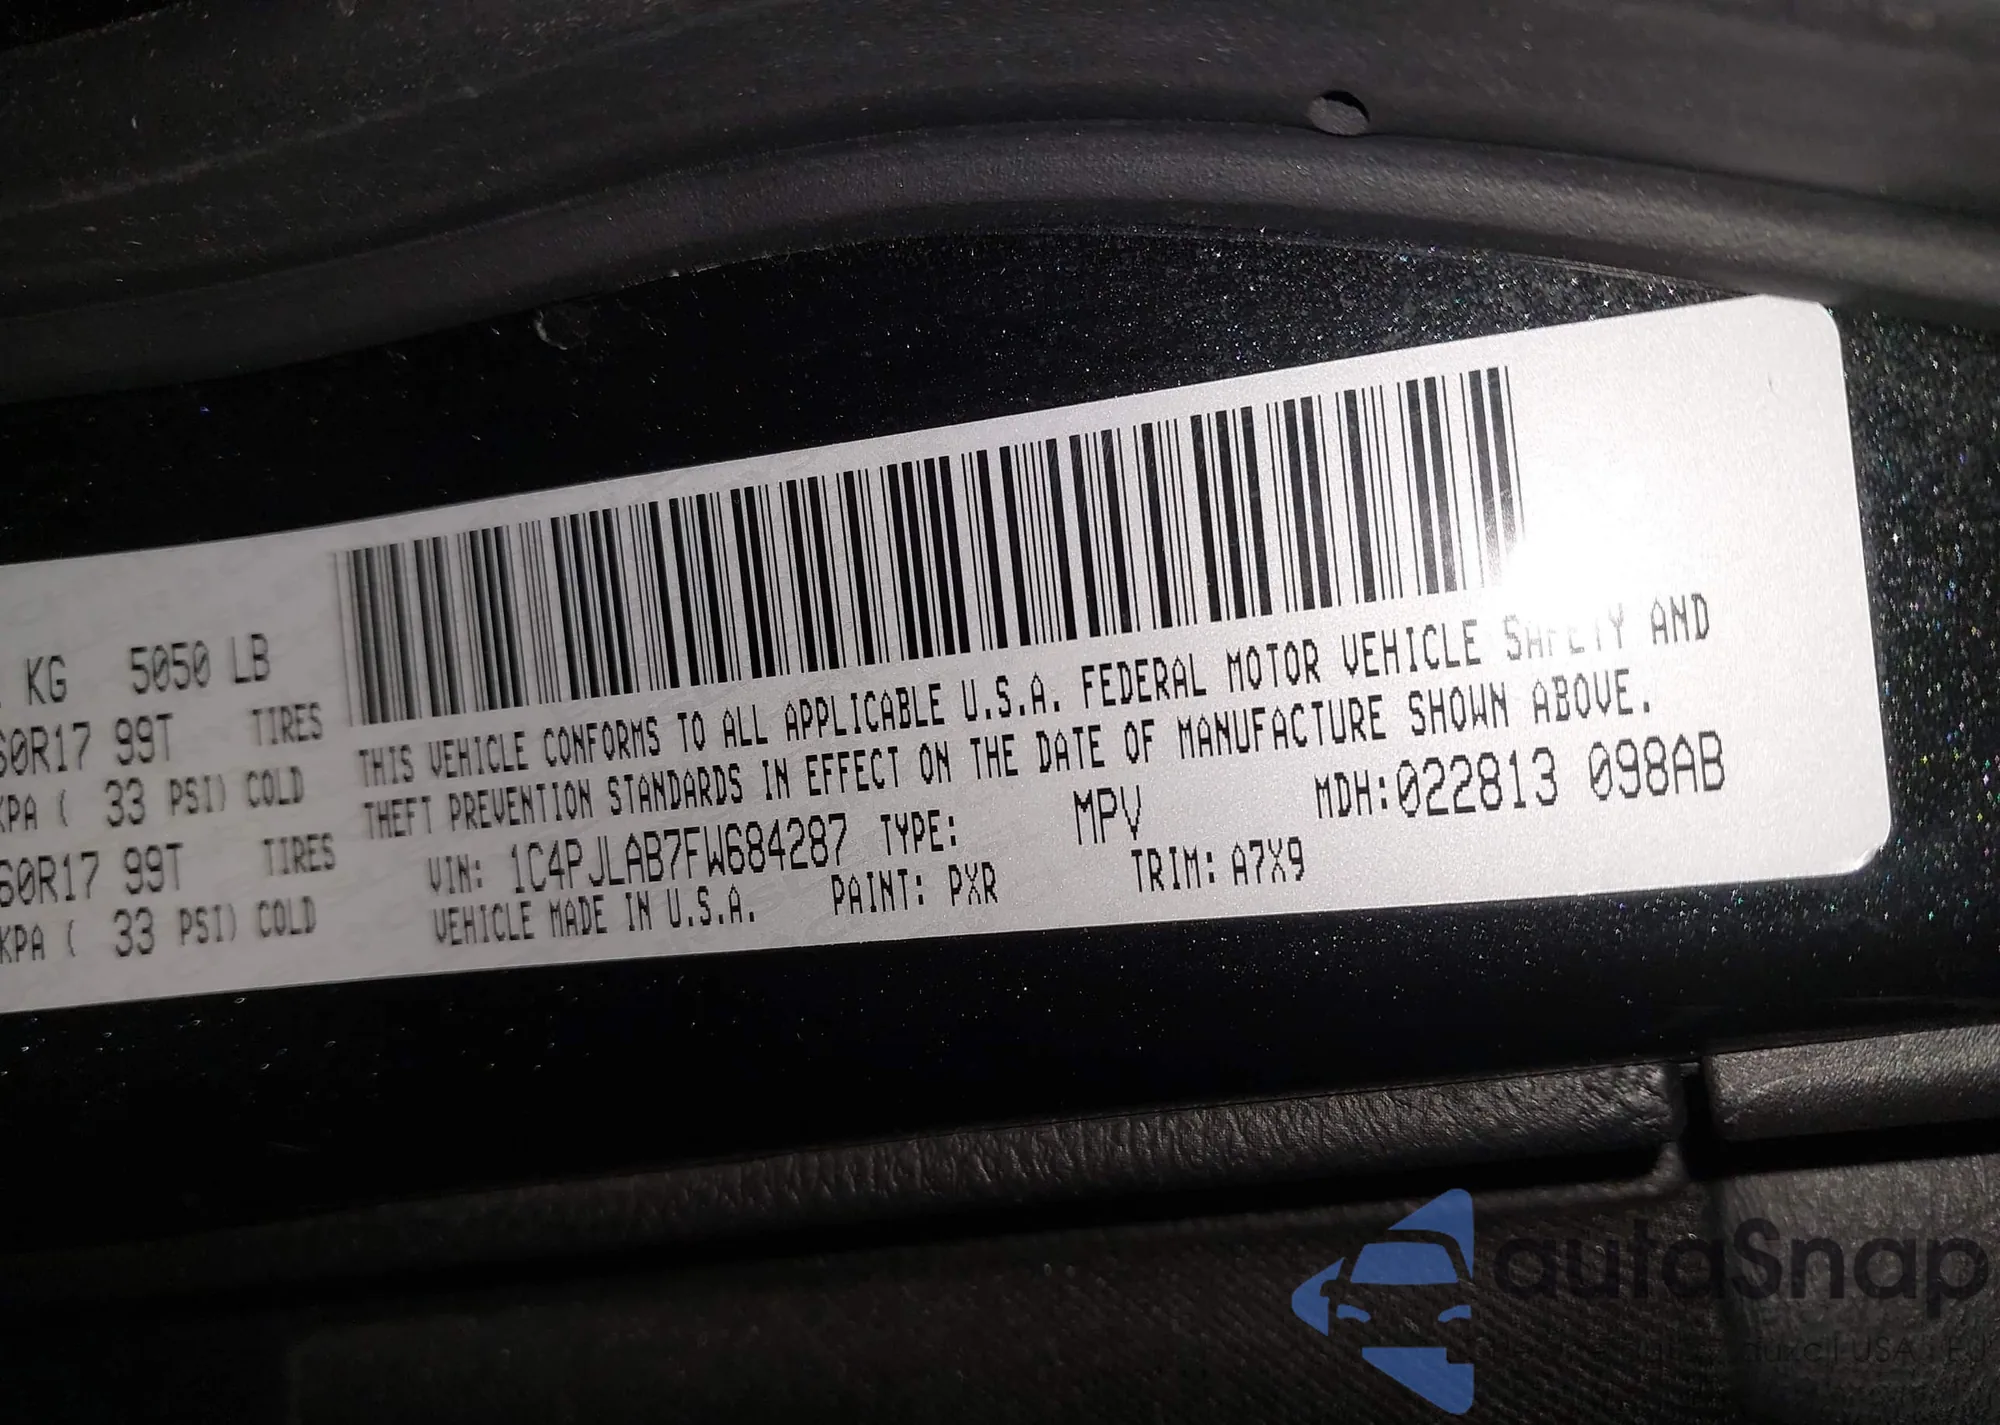 KG 5050 LB
60R17 99T TIRES
KPA ( 33 PSI) COLD
60R17 99T TIRES
KPA ( 33 PSI) COLD
THIS VEHICLE CONFORMS TO ALL APPLICABLE U.S.A. FEDERAL MOTOR VEHICLE SAFETY AND
THEFT PREVENTION STANDARDS IN EFFECT ON THE DATE OF MANUFACTURE SHOWN ABOVE.
VIN: 1C4PJLAB7FW684287 TYPE: MPV MDH:022813 098AB
VEHICLE MADE IN U.S.A. PAINT: PXR TRIM: A7X9
autaSnap
USA